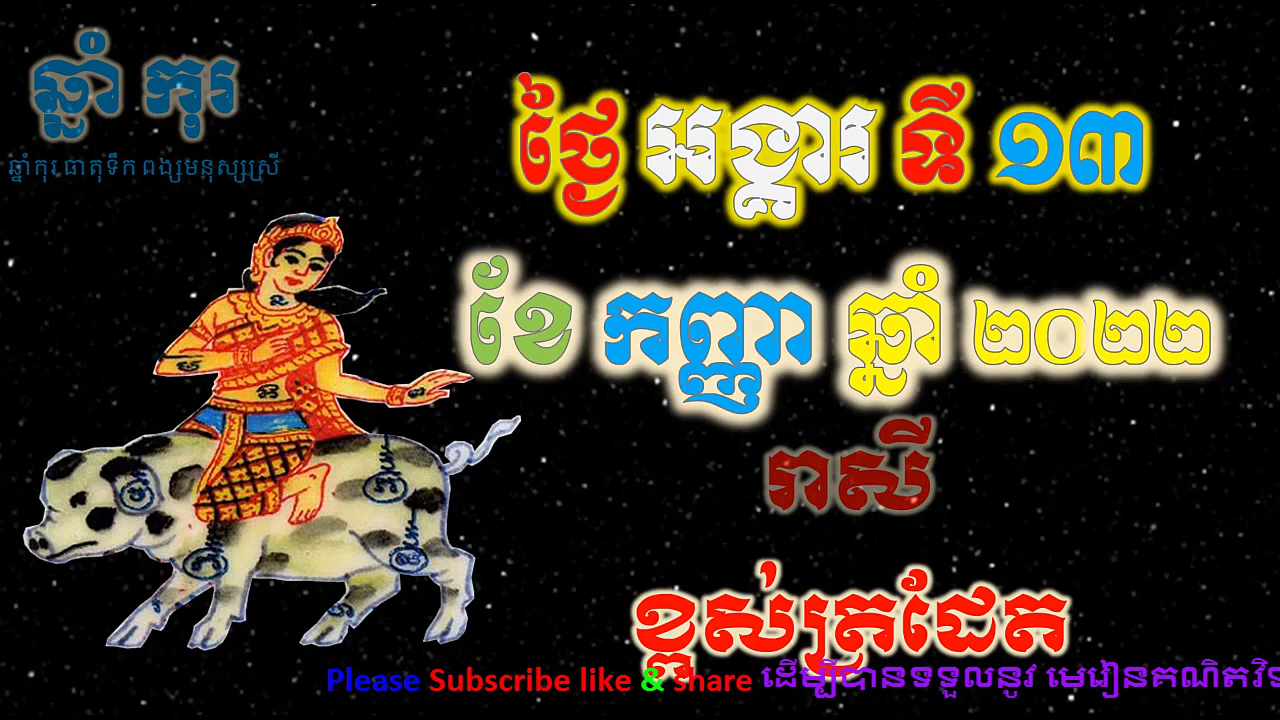 ឆ្នាំ កុរ
ឆ្នាំកុរ ធាតុទឹក ពង្សមនុស្សស្រី
ថ្ងៃ អង្គារ ទី ១៣
ខែ កញ្ញា ឆ្នាំ ២០២២
រាសី
ខ្ពស់ត្រដែត
Please Subscribe like & share ដើម្បីបានទទួលនូវ មេរៀនគណិតវិទ